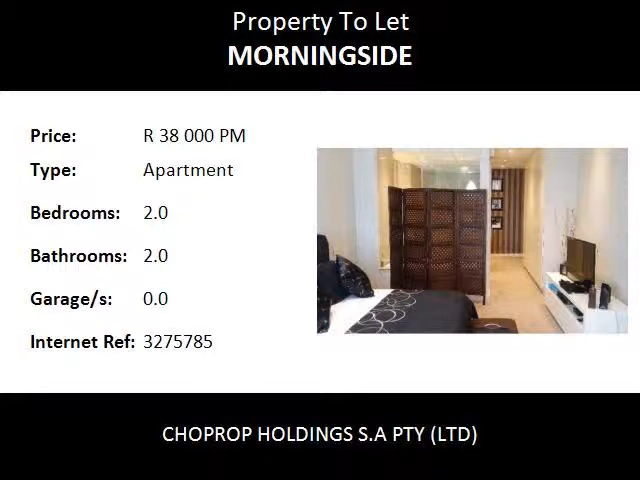 Property To Let
MORNINGSIDE
Price: R 38 000 PM
Type: Apartment
Bedrooms: 2.0
Bathrooms: 2.0
Garage/s: 0.0
Internet Ref: 3275785
CHOPROP HOLDINGS S.A PTY (LTD)